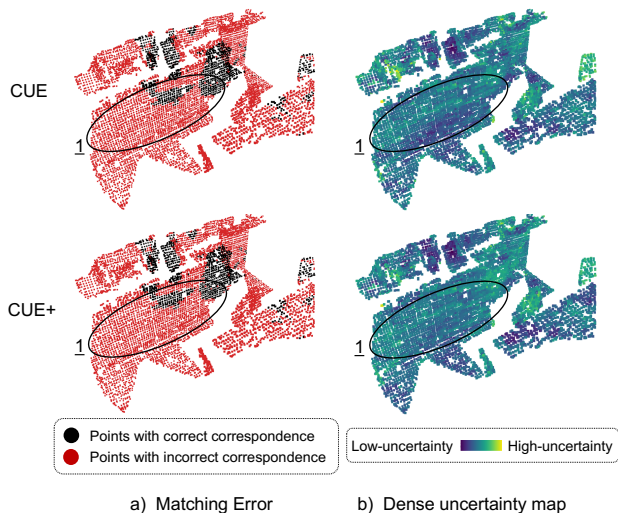 CUE
1
1
CUE+
1
1
Points with correct correspondence
Points with incorrect correspondence
Low-uncertainty
High-uncertainty
a) Matching Error
b) Dense uncertainty map